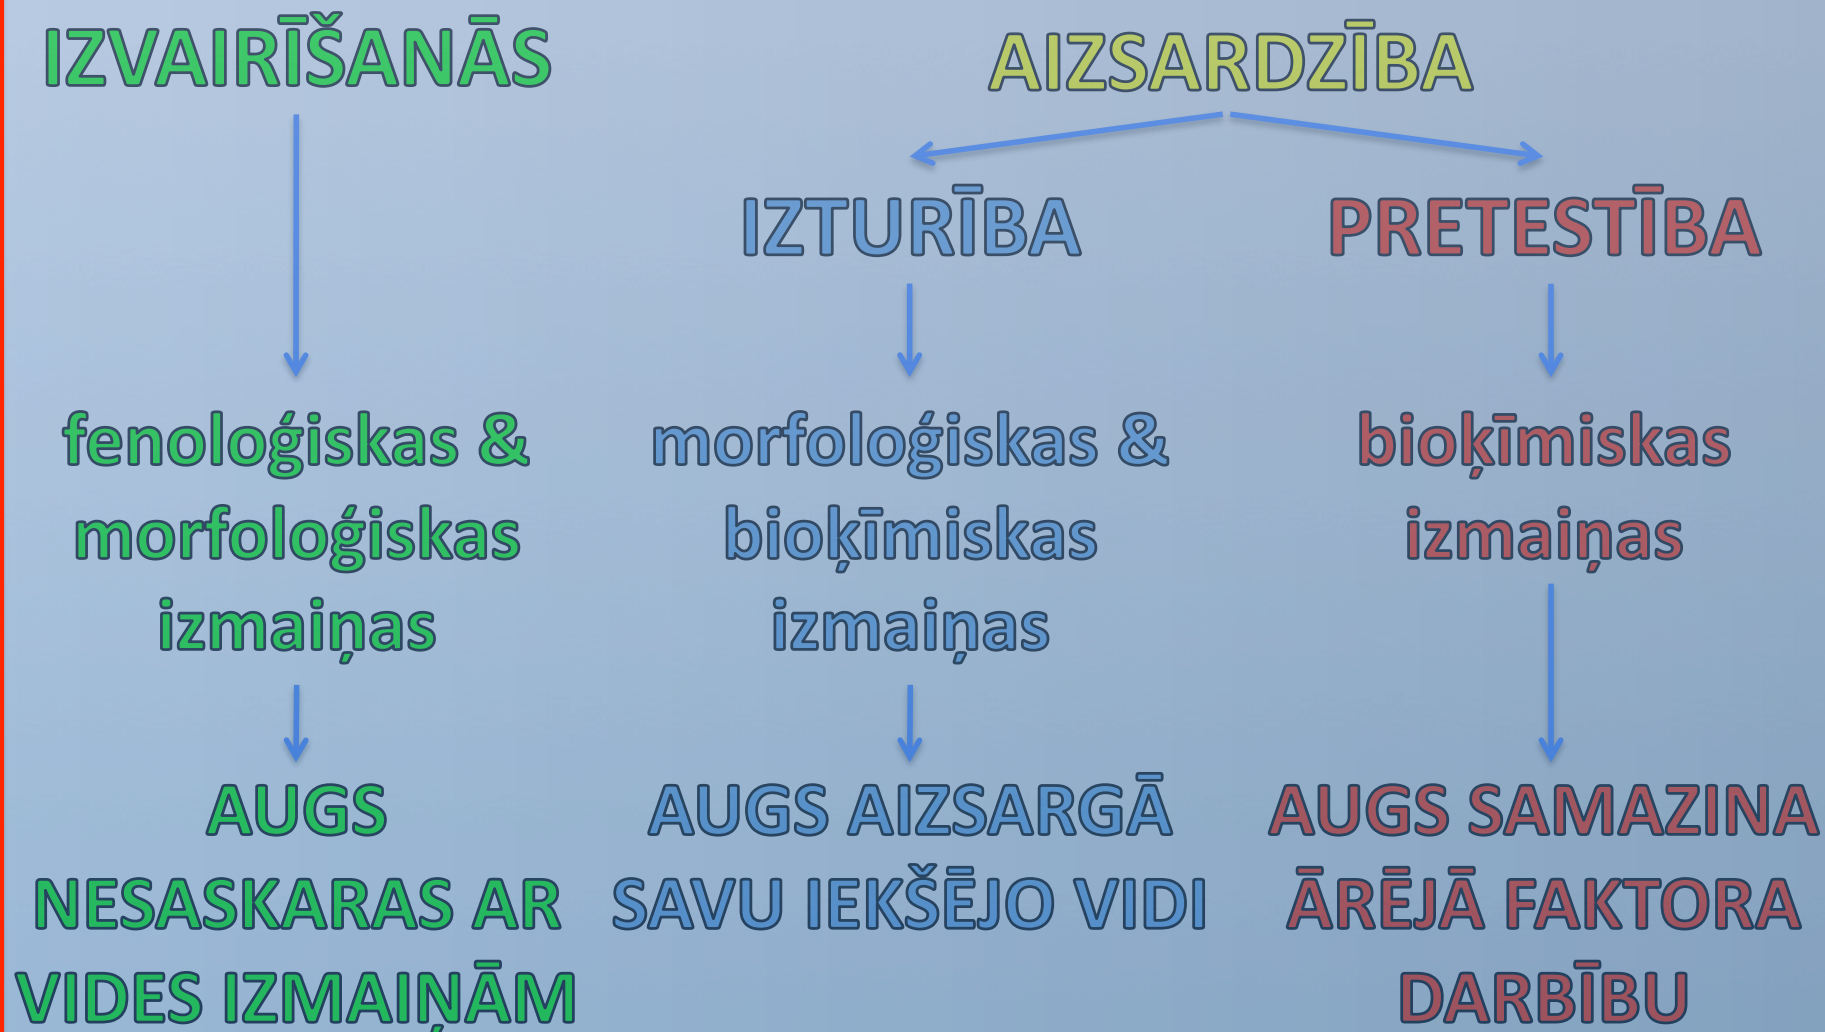 IZVAIRĪŠANĀS
AIZSARDZĪBA
IZTURĪBA
PRETESTĪBA
fenoloģiskas &
morfoloģiskas
izmaiņas
morfoloģiskas &
bioķīmiskas
izmaiņas
bioķīmiskas
izmaiņas
AUGS
NESASKARAS AR
VIDES IZMAIŅĀM
AUGS AIZSARGĀ
SAVU IEKŠĒJO VIDI
AUGS SAMAZINA
ĀRĒJĀ FAKTORA
DARBĪBU